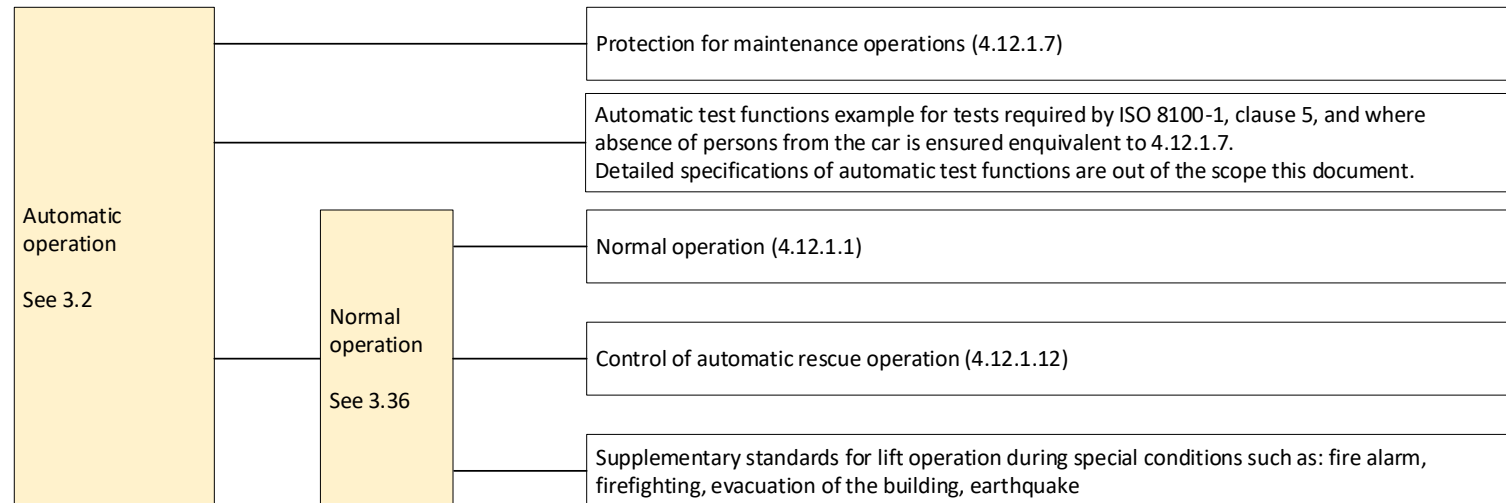 Protection for maintenance operations (4.12.1.7)
Automatic test functions example for tests required by ISO 8100-1, clause 5, and where
absence of persons from the car is ensured enquivalent to 4.12.1.7.
Detailed specifications of automatic test functions are out of the scope this document.
Automatic
operation
See 3.2
Normal
operation
See 3.36
Normal operation (4.12.1.1)
Control of automatic rescue operation (4.12.1.12)
Supplementary standards for lift operation during special conditions such as: fire alarm,
firefighting, evacuation of the building, earthquake